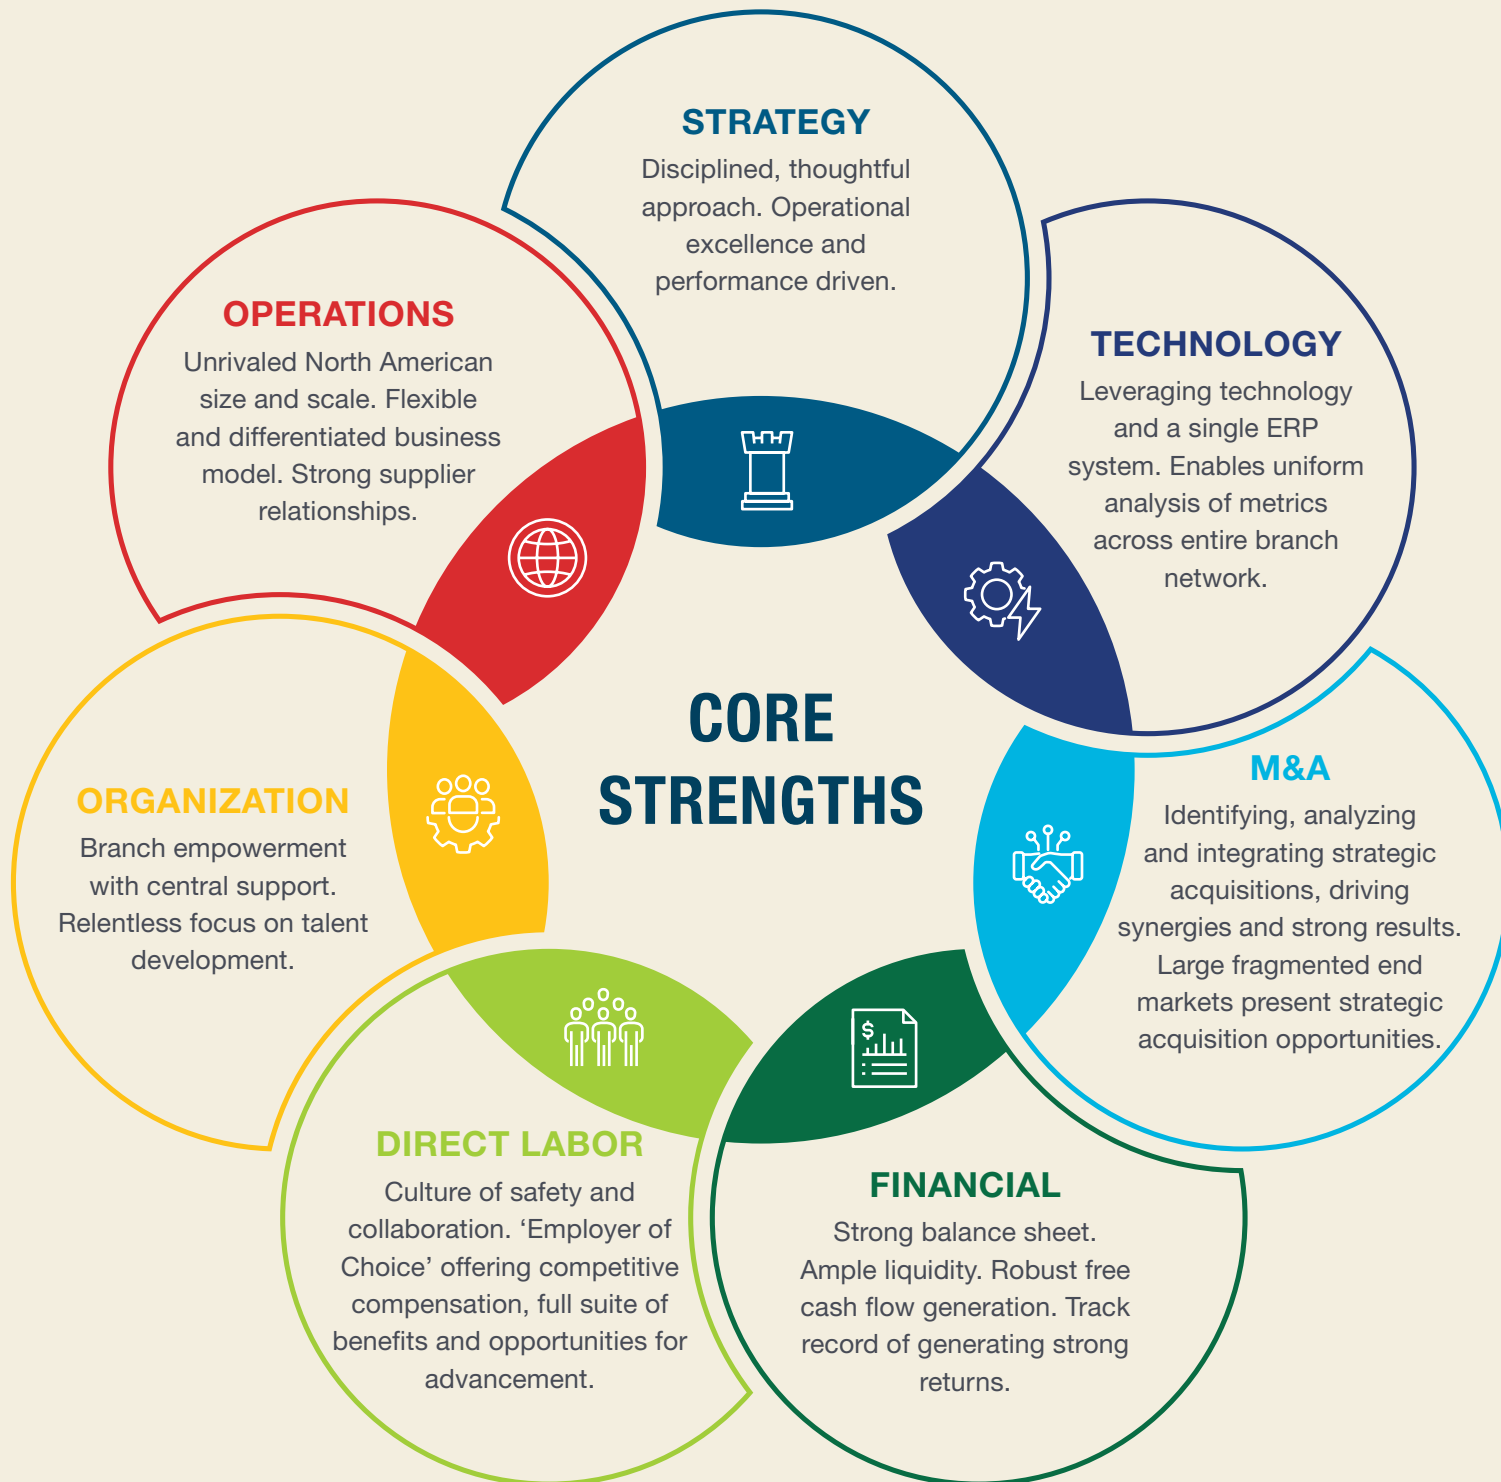 STRATEGY
Disciplined, thoughtful
approach. Operational
excellence and
performance driven.
OPERATIONS
Unrivaled North American
size and scale. Flexible
and differentiated business
model. Strong supplier
relationships.
TECHNOLOGY
Leveraging technology
and a single ERP
system. Enables uniform
analysis of metrics
across entire branch
network.
CORE
STRENGTHS
ORGANIZATION
Branch empowerment
with central support.
Relentless focus on talent
development.
M&A
Identifying, analyzing
and integrating strategic
acquisitions, driving
synergies and strong results.
Large fragmented end
markets present strategic
acquisition opportunities.
$
DIRECT LABOR
Culture of safety and
collaboration. ‘Employer of
Choice’ offering competitive
compensation, full suite of
benefits and opportunities for
advancement.
FINANCIAL
Strong balance sheet.
Ample liquidity. Robust free
cash flow generation. Track
record of generating strong
returns.